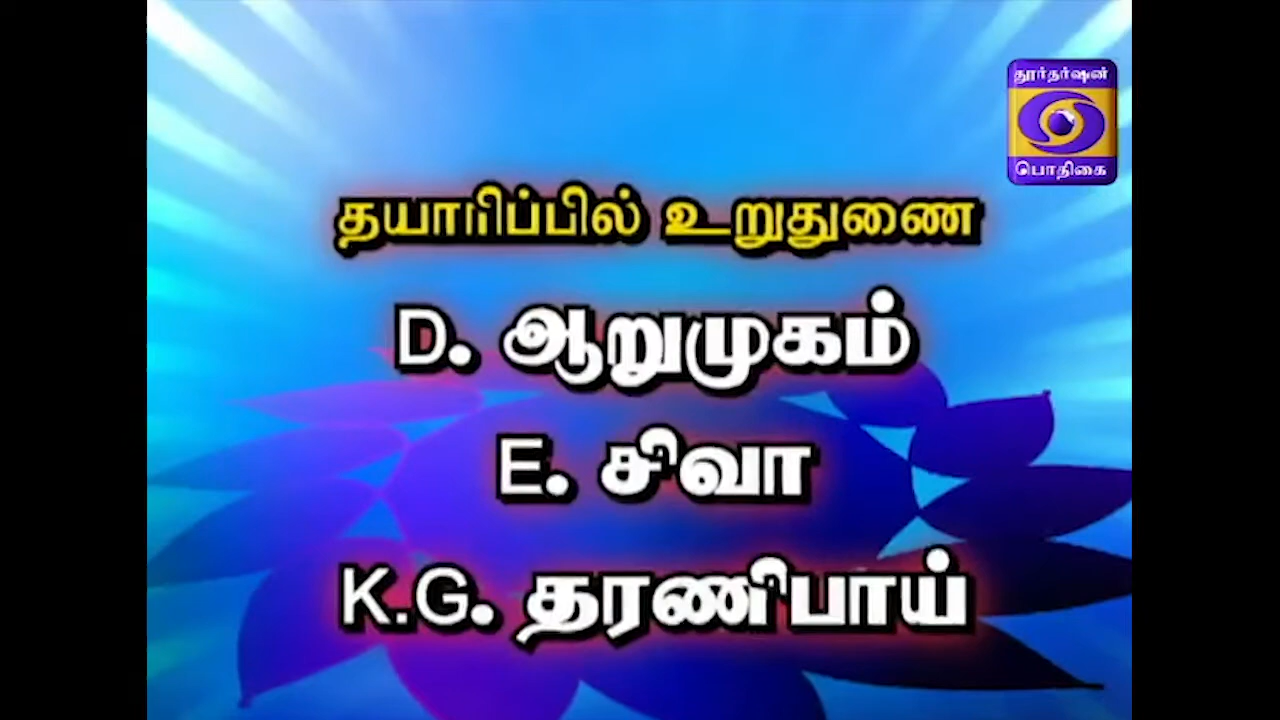 தூர்தர்ஷன்
பொதிகை
தயாரிப்பில் உறுதுணை
D. ஆறுமுகம்
E. சிவா
K.G. தரணிபாய்